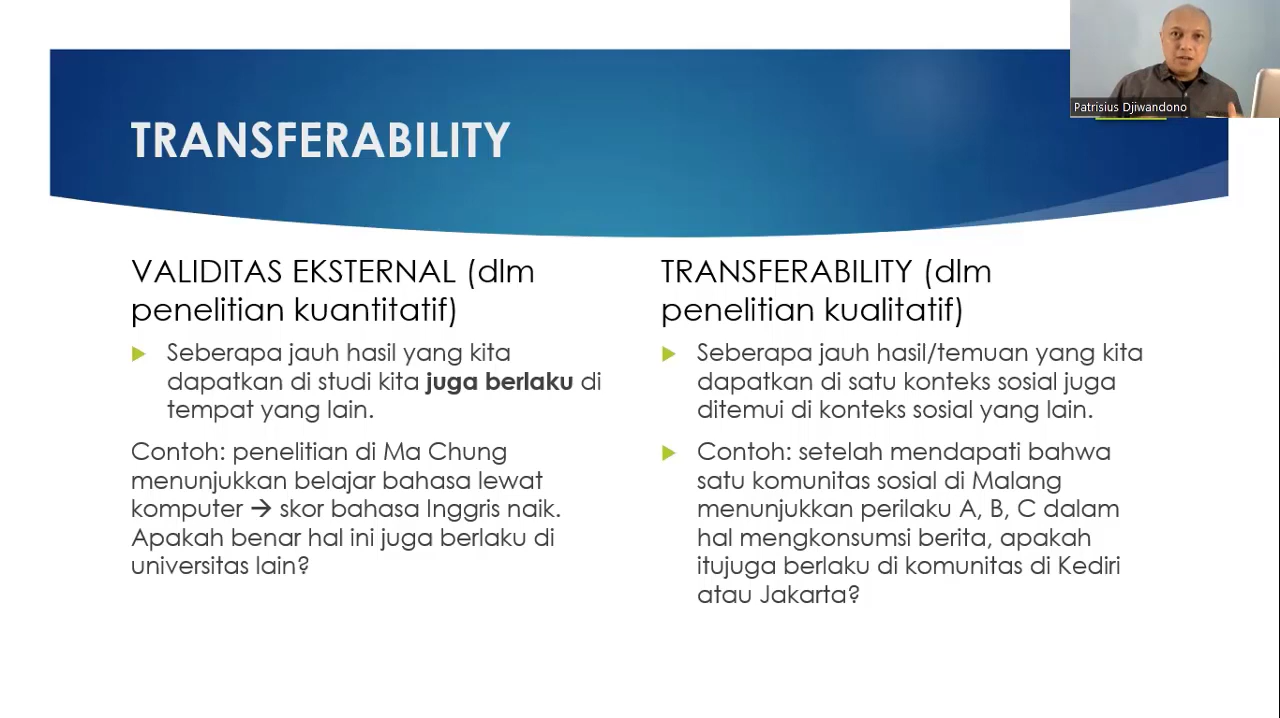 Patrisius Djiwandono
TRANSFERABILITY
VALIDITAS EKSTERNAL (dlm
penelitian kuantitatif)
Seberapa jauh hasil yang kita
dapatkan di studi kita juga berlaku di
tempat yang lain.
Contoh: penelitian di Ma Chung
menunjukkan belajar bahasa lewat
komputer → skor bahasa Inggris naik.
Apakah benar hal ini juga berlaku di
universitas lain?
TRANSFERABILITY (dlm
penelitian kualitatif)
Seberapa jauh hasil/temuan yang kita
dapatkan di satu konteks sosial juga
ditemui di konteks sosial yang lain.
Contoh: setelah mendapati bahwa
satu komunitas sosial di Malang
menunjukkan perilaku A, B, C dalam
hal mengkonsumsi berita, apakah
itujuga berlaku di komunitas di Kediri
atau Jakarta?